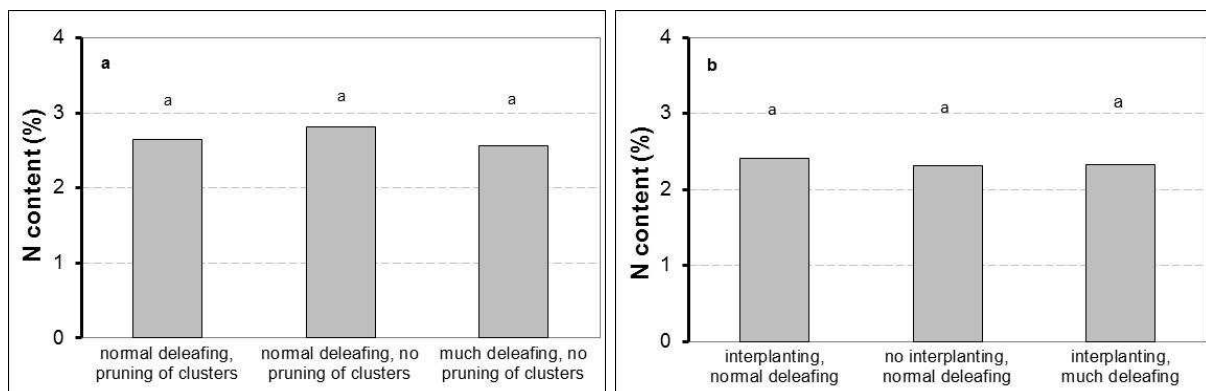 4
3
2
1
0
N content (%)
a
a
a
a
normal deleafing,
pruning of clusters
normal deleafing, no
pruning of clusters
much deleafing, no
pruning of clusters
4
3
2
1
0
N content (%)
b
a
a
a
interplanting,
normal deleafing
no interplanting,
normal deleafing
interplanting,
much deleafing